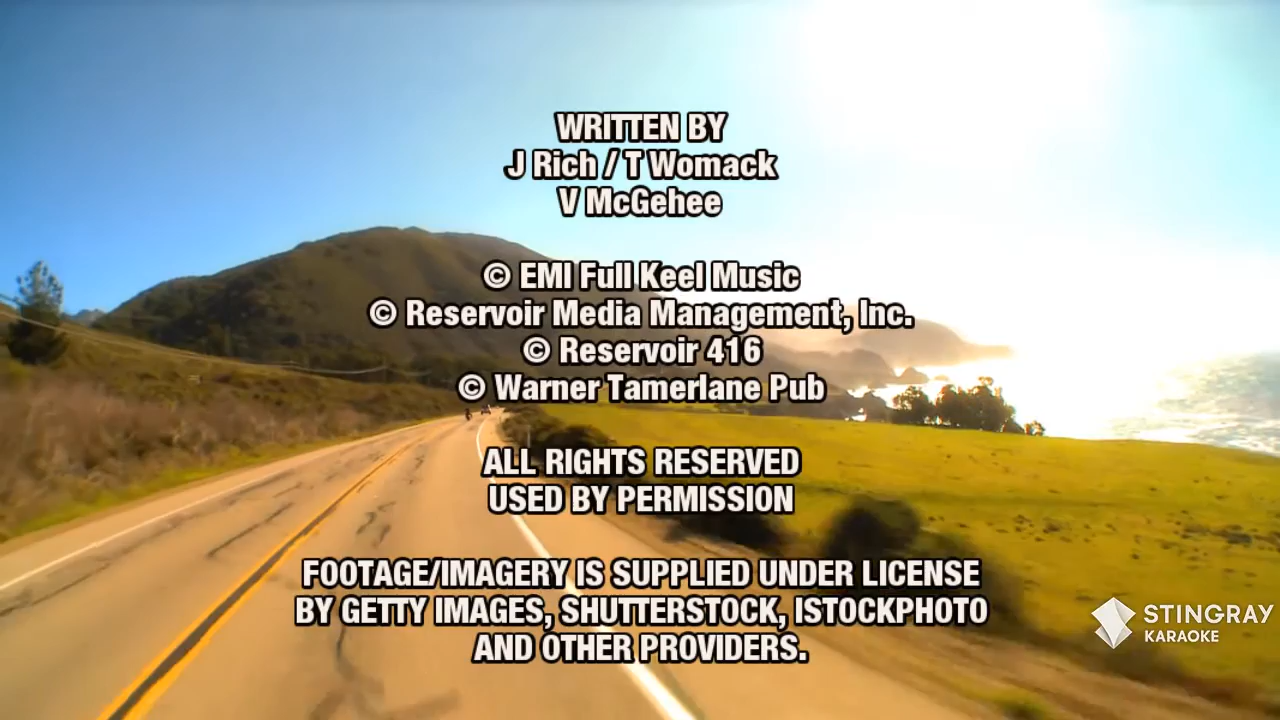 WRITTEN BY
J Rich / T Womack
V McGehee
© EMI Full Keel Music
© Reservoir Media Management, Inc.
© Reservoir 416
© Warner Tamerlane Pub
ALL RIGHTS RESERVED
USED BY PERMISSION
FOOTAGE/IMAGERY IS SUPPLIED UNDER LICENSE
BY GETTY IMAGES, SHUTTERSTOCK, ISTOCKPHOTO
AND OTHER PROVIDERS.
STINGRAY
KARAOKE